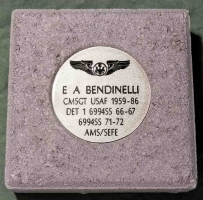 E A BENDINELLI
CMSGT USAF 1959-86
DET 1 6994SS 66-67
6994SS 71-72
AMS/SEFE